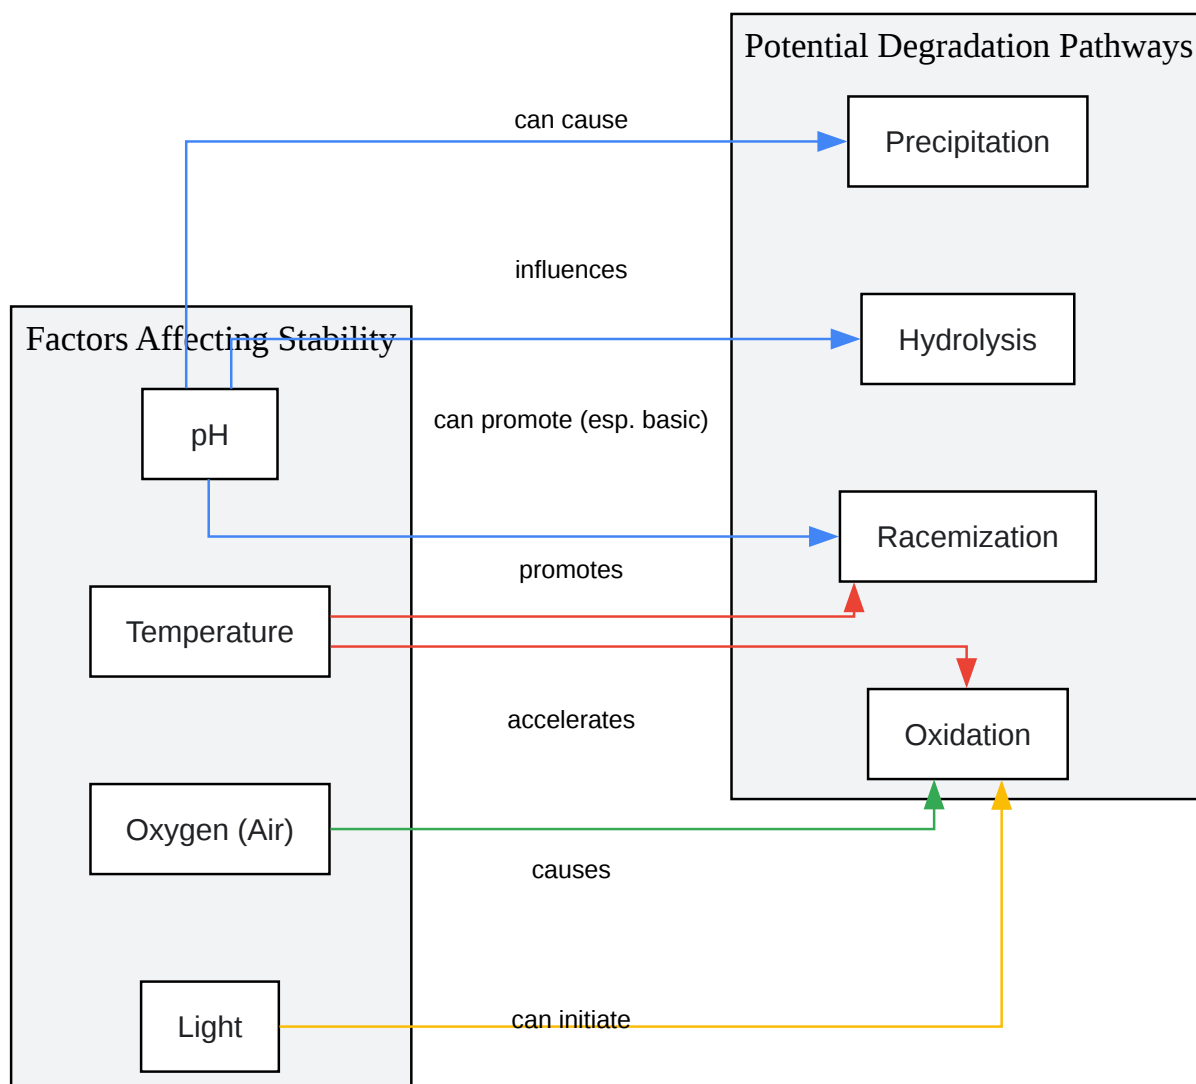 Potential Degradation Pathways
can cause
Precipitation
influences
Hydrolysis
Factors Affecting Stability
pH
can promote (esp. basic)
Racemization
promotes
Temperature
accelerates
Oxidation
Oxygen (Air)
causes
Light
can initiate